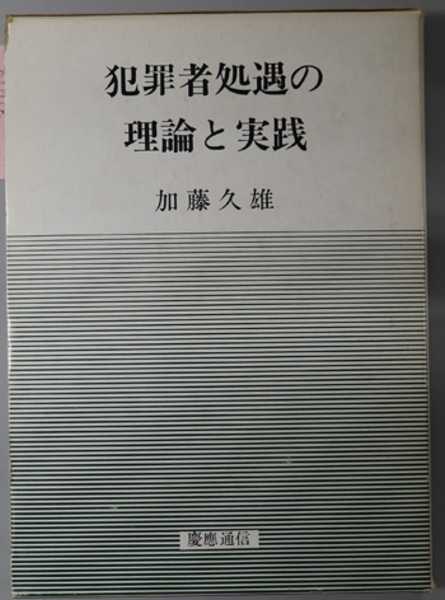 犯罪者処遇の
理論と実践
加藤久雄
慶應通信